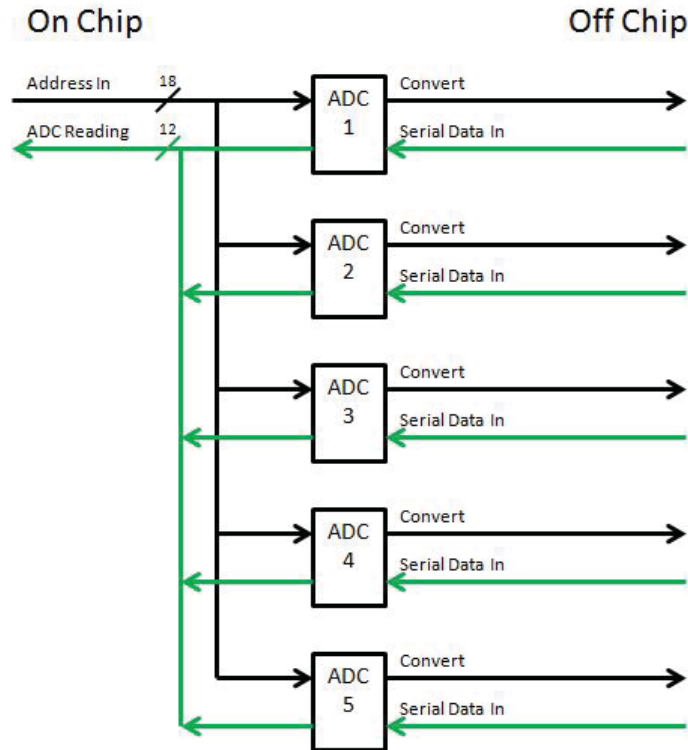 On Chip
Off Chip
Address In
18
ADC Reading
12
ADC
1
Convert
Serial Data In
ADC
2
Convert
Serial Data In
ADC
3
Convert
Serial Data In
ADC
4
Convert
Serial Data In
ADC
5
Convert
Serial Data In